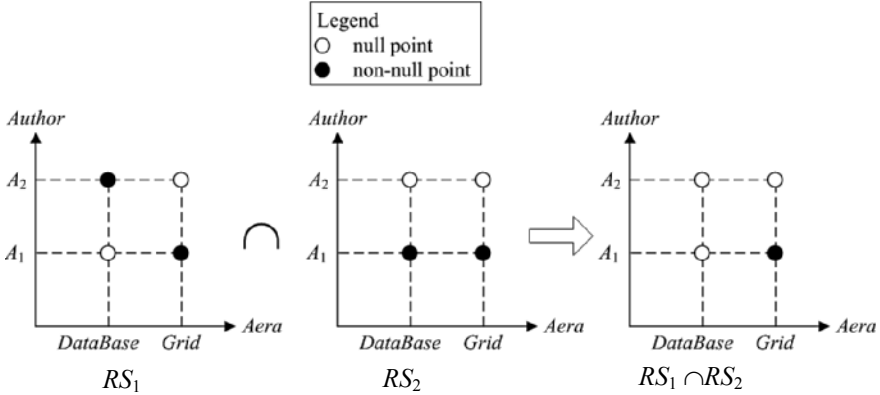 Legend
null point
non-null point
Author
A2
A1
DataBase Grid
Aera
RS1
∩
Author
A2
A1
DataBase Grid
Aera
RS2
Author
A2
A1
DataBase Grid
Aera
RS1 ∩RS2